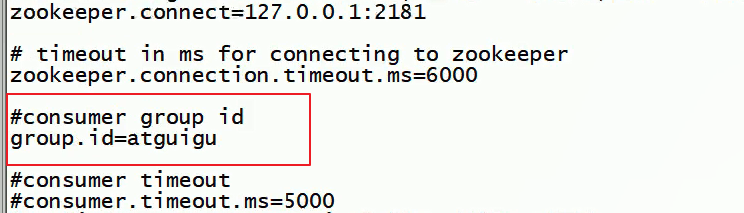 zookeeper.connect=127.0.0.1:2181
# timeout in ms for connecting to zookeeper
zookeeper.connection.timeout.ms=6000
#consumer group id
group.id=atguigu
#consumer timeout
#consumer.timeout.ms=5000